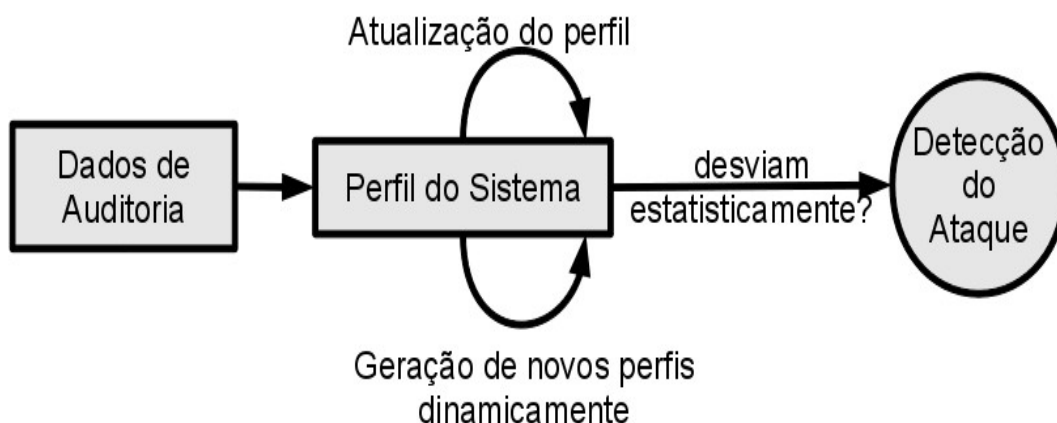 Atualização do perfil
Dados de
Auditoria
Perfil do Sistema
desviam
estatisticamente?
Detecção
do
Ataque
Geração de novos perfis
dinamicamente